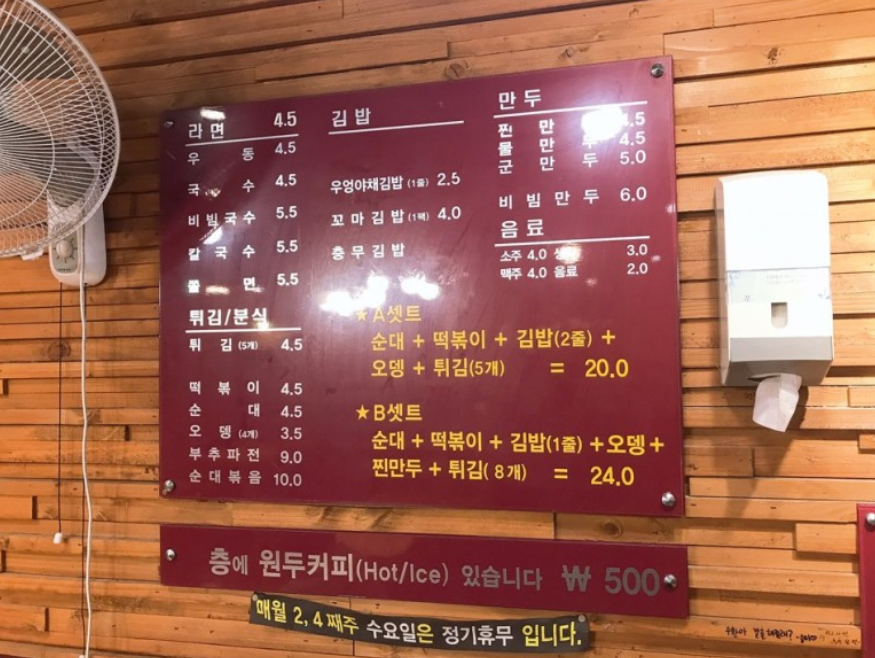 라면 4.5
우동 4.5
국수 4.5
비빔국수 5.5
칼국수 5.5
쫄면 5.5
튀김/분식
튀김(5개) 4.5
떡볶이 4.5
순대 4.5
오뎅(4개) 3.5
부추파전 9.0
순대볶음 10.0
김밥
우엉야채김밥(1줄) 2.5
꼬마김밥(1팩) 4.0
충무김밥
만두
찐만두 4.5
물만두 4.5
군만두 5.0
비빔만두 6.0
음료
소주 4.0 3.0
맥주 4.0 음료 2.0
★A셋트
순대 + 떡볶이 + 김밥(2줄) +
오뎅 + 튀김(5개) = 20.0
★B셋트
순대 + 떡볶이 + 김밥(1줄) +오뎅+
찐만두 + 튀김( 8개) = 24.0
층에 원두커피(Hot/Ice) 있습니다 ₩ 500
매월 2, 4째주 수요일은 정기휴무 입니다.